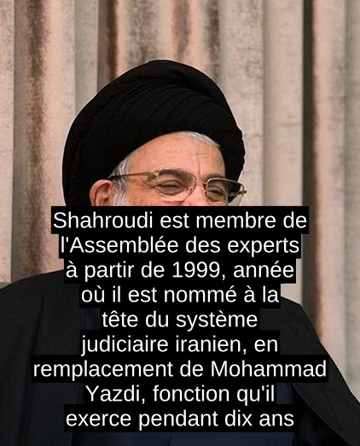 Shahroudi est membre de
l'Assemblée des experts
à partir de 1999, année
où il est nommé à la
tête du système
judiciaire iranien, en
remplacement de Mohammad
Yazdi, fonction qu'il
exerce pendant dix ans